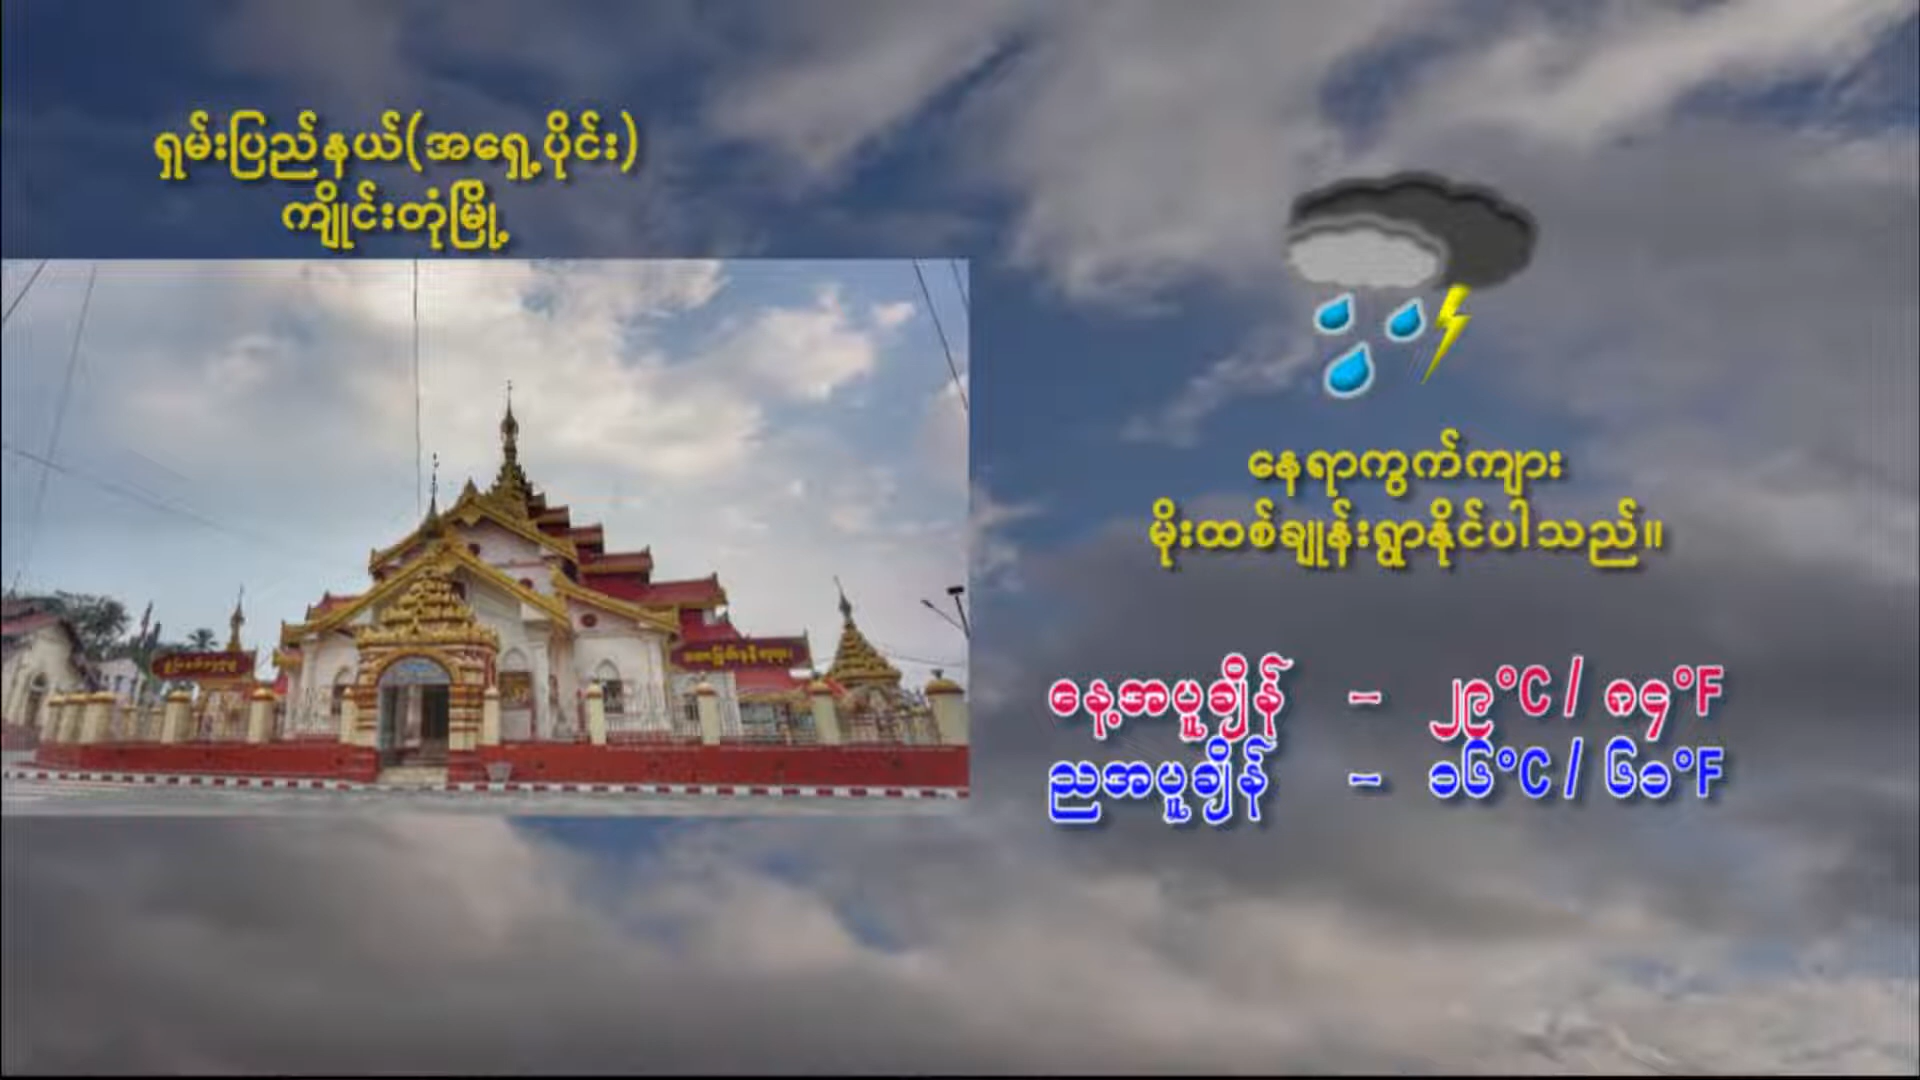 ရှမ်းပြည်နယ်(အရှေ့ပိုင်း)
ကျိုင်းတုံမြို့
နေရာကွက်ကျား
မိုးထစ်ချုန်းရွာနိုင်ပါသည်။
နေ့အပူချိန် - ၂၉°C / ၈၄°F
ညအပူချိန် - ၁၆°C / ၆၁°F